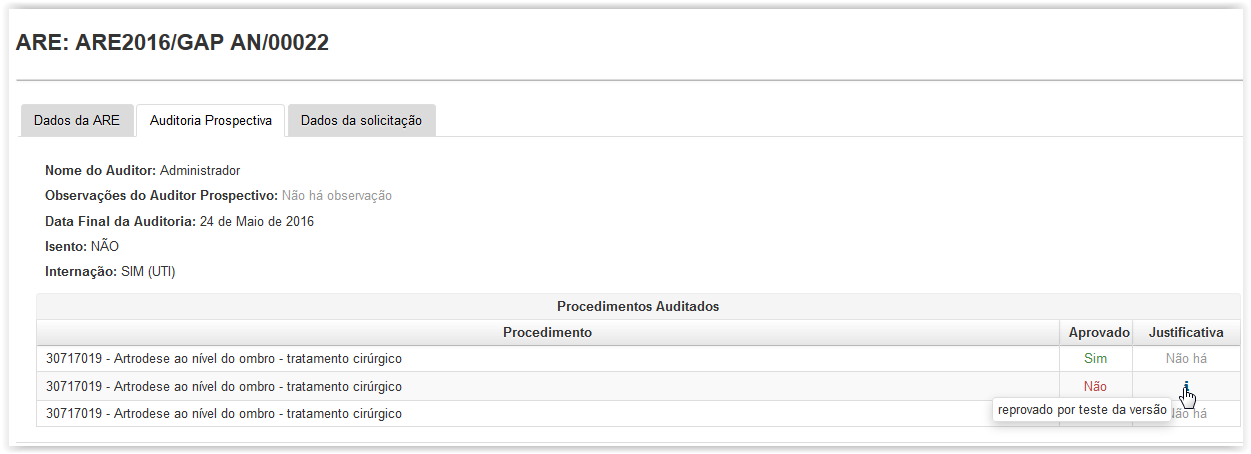 ARE: ARE2016/GAP AN/00022
Dados da ARE Auditoria Prospectiva Dados da solicitação
Nome do Auditor: Administrador
Observações do Auditor Prospectivo: Não há observação
Data Final da Auditoria: 24 de Maio de 2016
Isento: NÃO
Internação: SIM (UTI)
Procedimentos Auditados
Procedimento Aprovado Justificativa
30717019 - Artrodese ao nível do ombro - tratamento cirúrgico Sim Não há
30717019 - Artrodese ao nível do ombro - tratamento cirúrgico Não
reprovado por teste da versão
30717019 - Artrodese ao nível do ombro - tratamento cirúrgico há